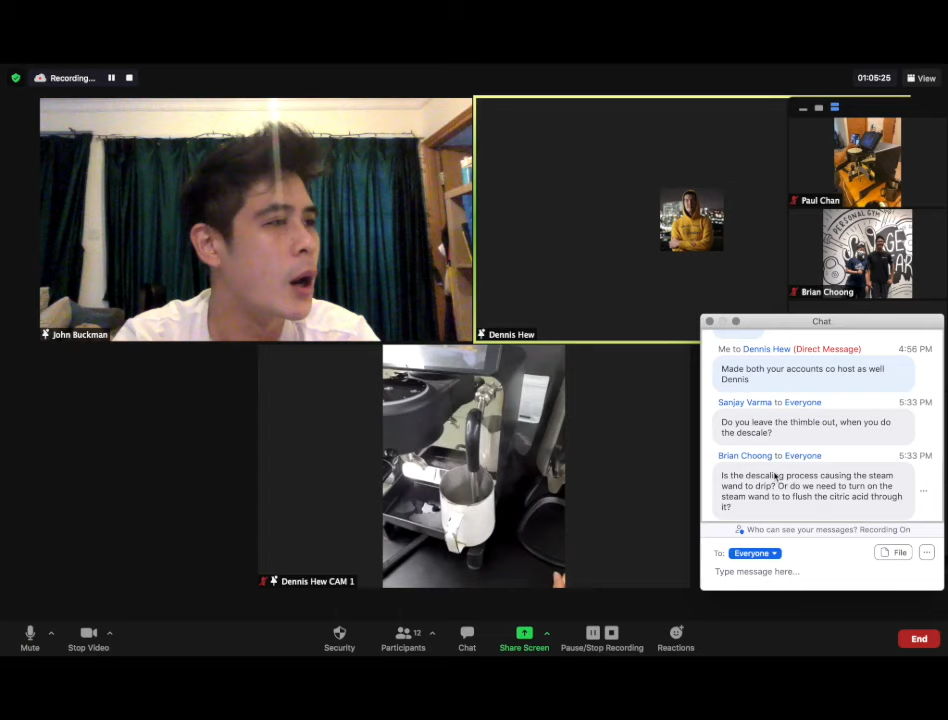 Recording...
01:05:25
View
John Buckman
Dennis Hew
Paul Chan
PERSONAL GYM
Brian Choong
Dennis Hew CAM 1
Chat
Me to Dennis Hew (Direct Message) 4:56 PM
Made both your accounts co host as well
Dennis
Sanjay Varma to Everyone 5:33 PM
Do you leave the thimble out, when you do
the descale?
Brian Choong to Everyone 5:33 PM
Is the descaling process causing the steam
wand to drip? Or do we need to turn on the
steam wand to to flush the citric acid through
it?
Who can see your messages? Recording On
To: Everyone
File
Type message here...
Mute
Stop Video
Security
Participants 12
Chat
Share Screen
Pause/Stop Recording
Reactions
End